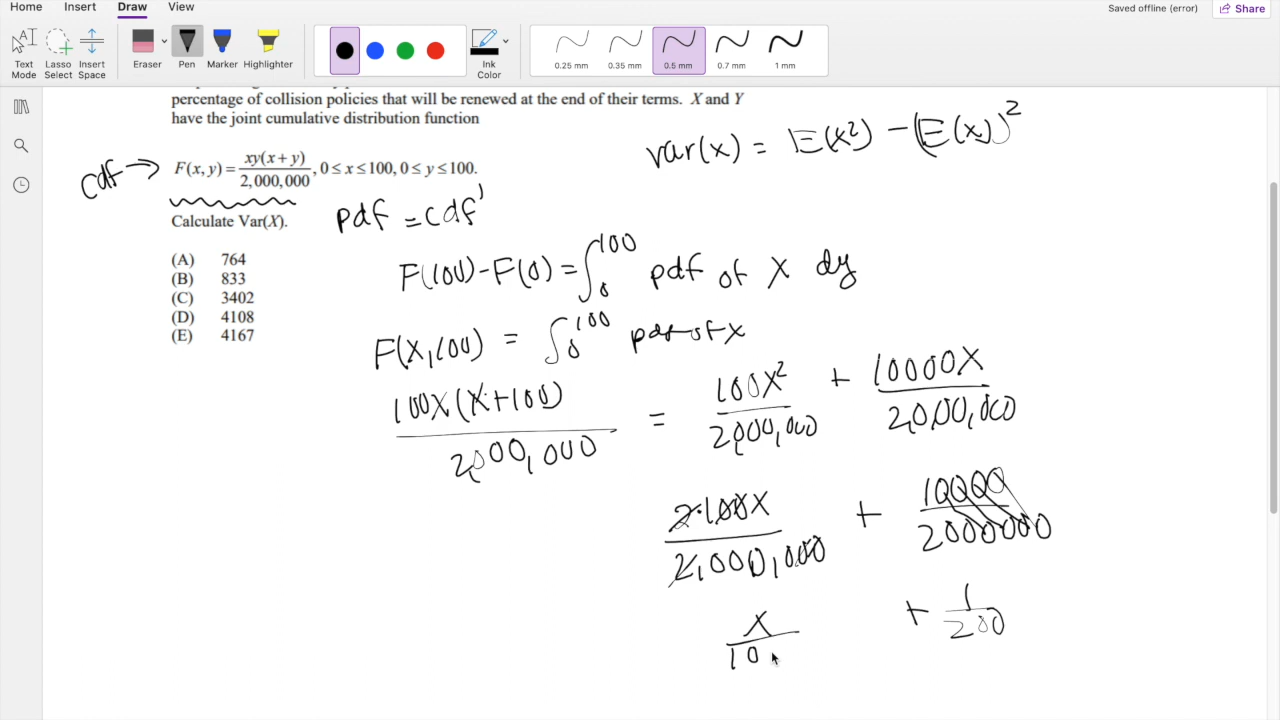 Home Insert Draw View
Saved offline (error) Share
Text Mode Lasso Select Insert Space Eraser Pen Marker Highlighter Ink Color 0.25 mm 0.35 mm 0.5 mm 0.7 mm 1 mm
percentage of collision policies that will be renewed at the end of their terms. X and Y
have the joint cumulative distribution function
var(x) = E(x²) - (E(x))²
cdf → F(x, y) = xy(x + y) / 2,000,000, 0 ≤ x ≤ 100, 0 ≤ y ≤ 100.
Calculate Var(X).
pdf = cdf'
(A) 764
(B) 833
(C) 3402
(D) 4108
(E) 4167
F(100) - F(0) = ∫₀¹⁰⁰ pdf of X dy
F(X,100) = ∫₀¹⁰⁰ pdf of x
100X(X+100) / 2,000,000 = 100X² / 2,000,000 + 10000X / 2,000,000
2·100X / 2,000,000 + 10000 / 2000000
X / 10 + 1 / 200